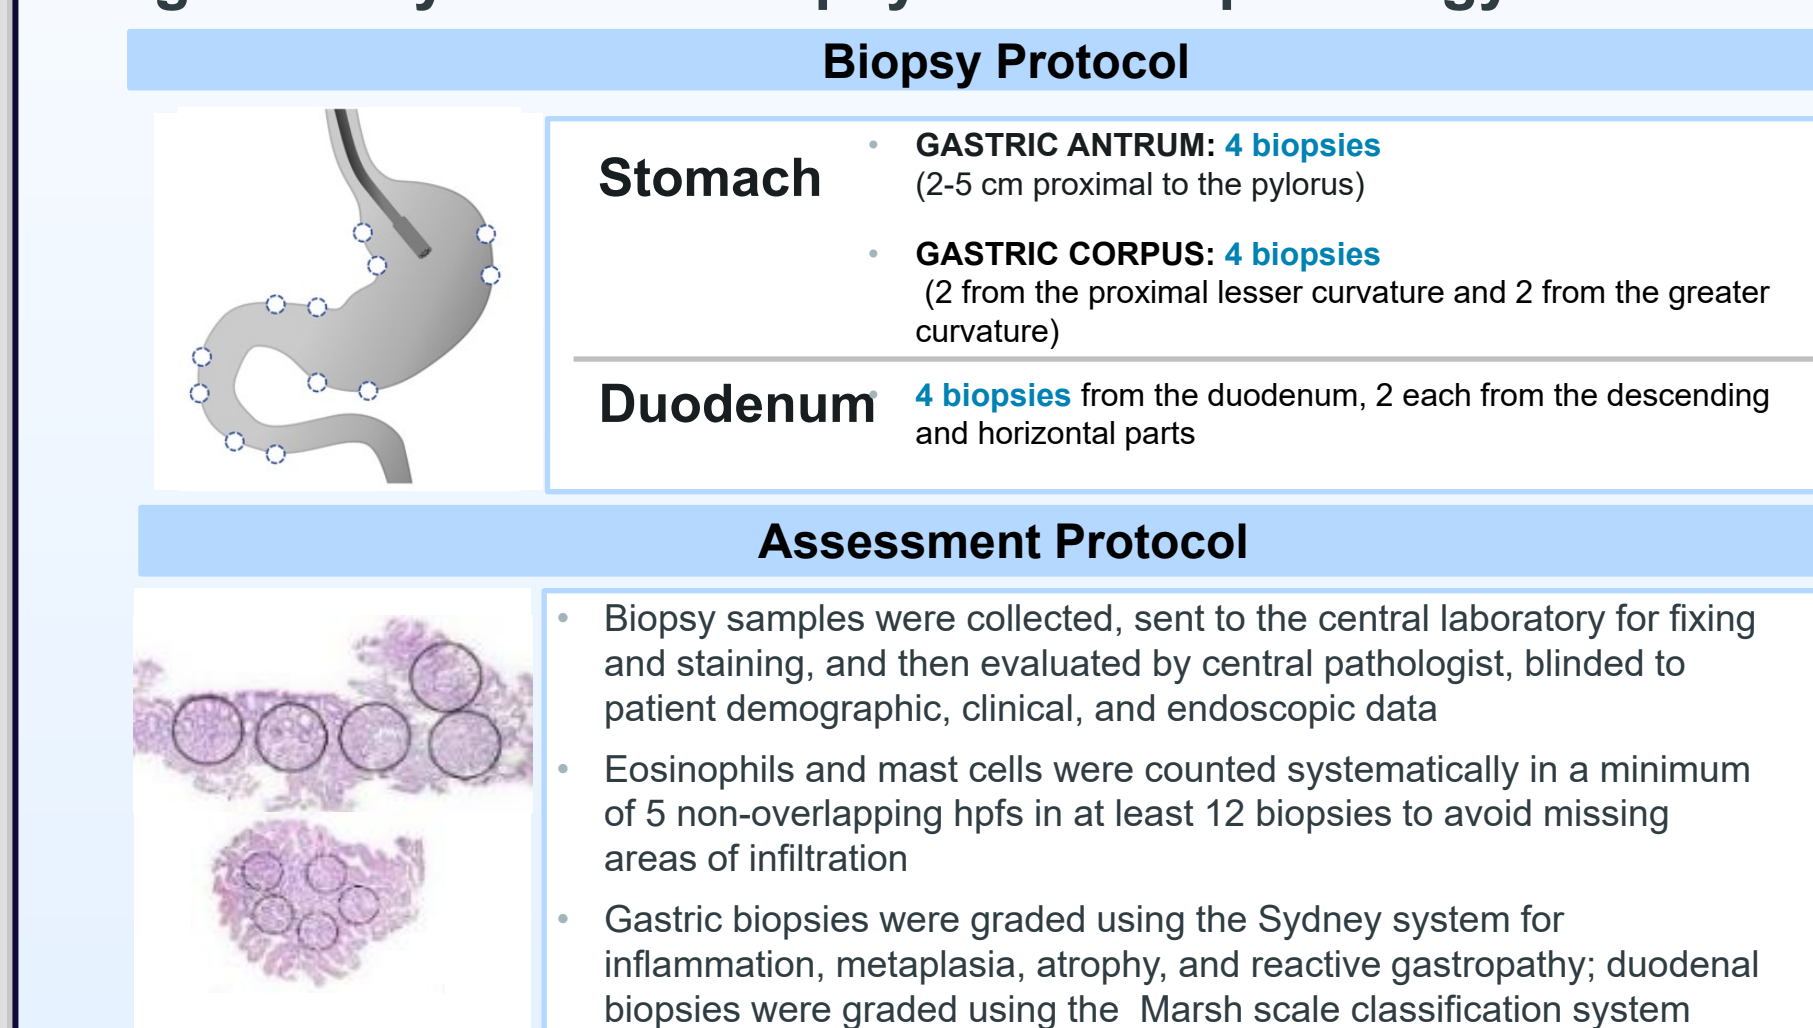 Biopsy Protocol
Stomach
• GASTRIC ANTRUM: 4 biopsies
(2-5 cm proximal to the pylorus)
• GASTRIC CORPUS: 4 biopsies
(2 from the proximal lesser curvature and 2 from the greater
curvature)
Duodenum
• 4 biopsies from the duodenum, 2 each from the descending
and horizontal parts
Assessment Protocol
• Biopsy samples were collected, sent to the central laboratory for fixing
and staining, and then evaluated by central pathologist, blinded to
patient demographic, clinical, and endoscopic data
• Eosinophils and mast cells were counted systematically in a minimum
of 5 non-overlapping hpfs in at least 12 biopsies to avoid missing
areas of infiltration
• Gastric biopsies were graded using the Sydney system for
inflammation, metaplasia, atrophy, and reactive gastropathy; duodenal
biopsies were graded using the  Marsh scale classification system